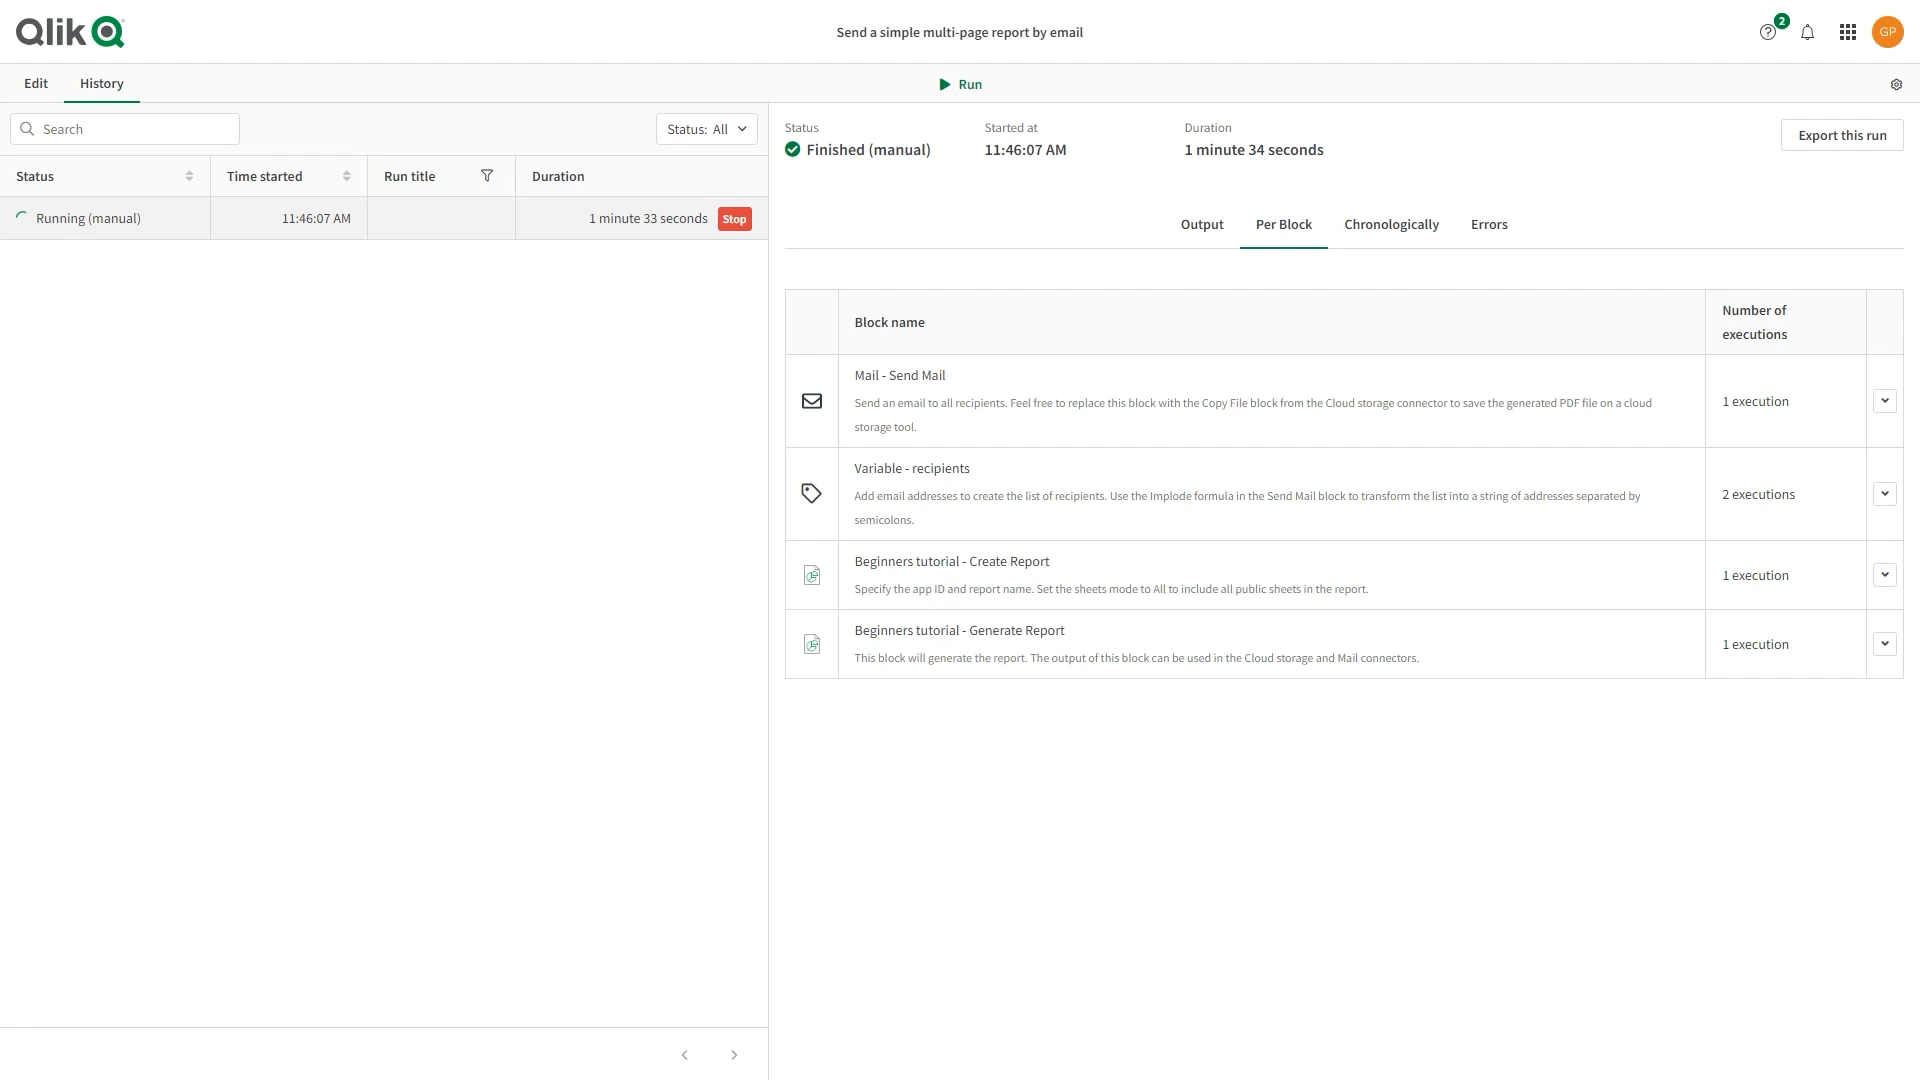 Qlik
Send a simple multi-page report by email
2
GP
Edit
History
Run
Search
Status: All
Status
Time started
Run title
Duration
Running (manual)
11:46:07 AM
1 minute 33 seconds
Stop
Status
Started at
Duration
Finished (manual)
11:46:07 AM
1 minute 34 seconds
Export this run
Output
Per Block
Chronologically
Errors
Block name
Number of
executions
Mail - Send Mail
Send an email to all recipients. Feel free to replace this block with the Copy File block from the Cloud storage connector to save the generated PDF file on a cloud
storage tool.
1 execution
Variable - recipients
Add email addresses to create the list of recipients. Use the Implode formula in the Send Mail block to transform the list into a string of addresses separated by
semicolons.
2 executions
Beginners tutorial - Create Report
Specify the app ID and report name. Set the sheets mode to All to include all public sheets in the report.
1 execution
Beginners tutorial - Generate Report
This block will generate the report. The output of this block can be used in the Cloud storage and Mail connectors.
1 execution